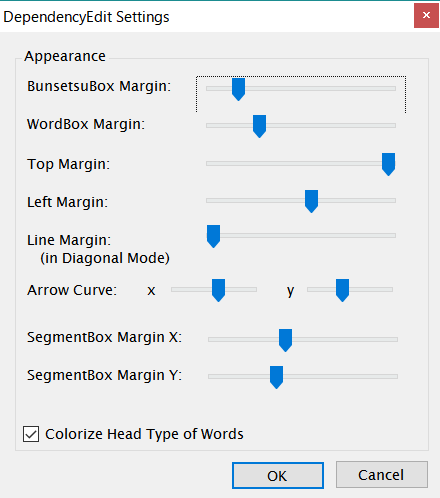 DependencyEdit Settings
Appearance
BunsetsuBox Margin:
WordBox Margin:
Top Margin:
Left Margin:
Line Margin:
(in Diagonal Mode)
Arrow Curve: x y
SegmentBox Margin X:
SegmentBox Margin Y:
Colorize Head Type of Words
OK Cancel